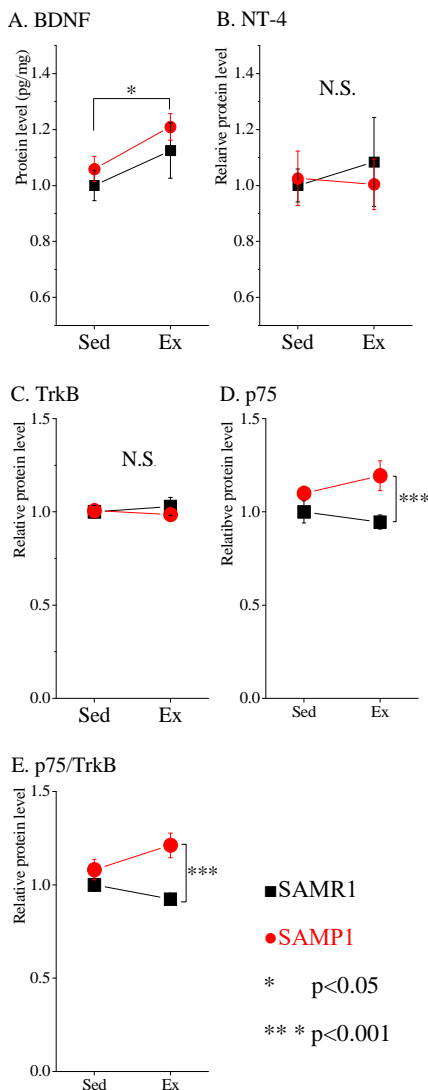 A. BDNF
Protein level (pg/mg)
1.4
1.2
1.0
0.8
0.6
*
Sed
Ex
B. NT-4
Relarive protein level
1.4
1.2
1.0
0.8
0.6
N.S.
Sed
Ex
C. TrkB
Relative protein level
1.5
1.0
0.5
0.0
N.S.
Sed
Ex
D. p75
Relatibve protein level
1.5
1.0
0.5
0.0
***
Sed
Ex
E. p75/TrkB
Relative protein level
1.5
1.0
0.5
0.0
***
Sed
Ex
SAMR1
SAMP1
* p<0.05
** * p<0.001